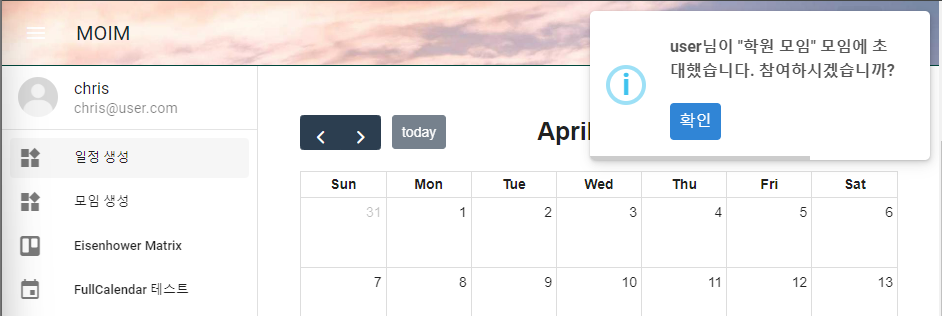 MOIM
user님이 "학원 모임" 모임에 초
대했습니다. 참여하시겠습니까?
확인
chris
chris@user.com
일정 생성
모임 생성
Eisenhower Matrix
FullCalendar 테스트
today
April
Sun Mon Tue Wed Thu Fri Sat
31 1 2 3 4 5 6
7 8 9 10 11 12 13